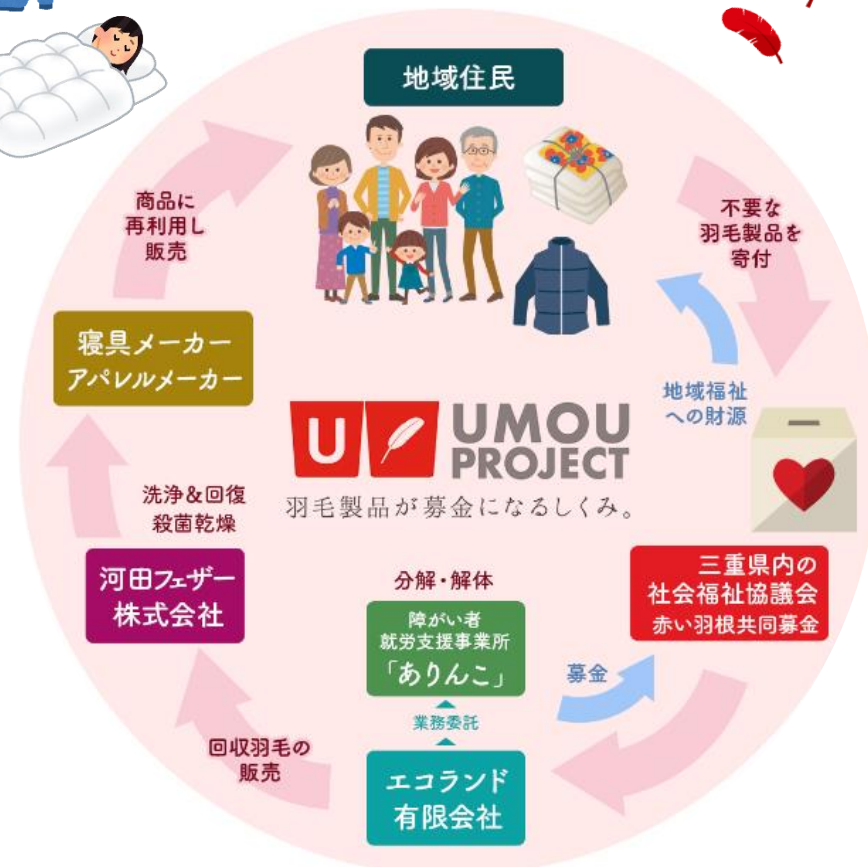 地域住民
不要な
羽毛製品を
寄付
地域福祉
への財源
三重県内の
社会福祉協議会
赤い羽根共同募金
募金
エコランド
有限会社
業務委託
分解・解体
障がい者
就労支援事業所
「ありんこ」
回収羽毛の
販売
河田フェザー
株式会社
洗浄&回復
殺菌乾燥
寝具メーカー
アパレルメーカー
商品に
再利用し
販売
U
UMOU
PROJECT
羽毛製品が募金になるしくみ。